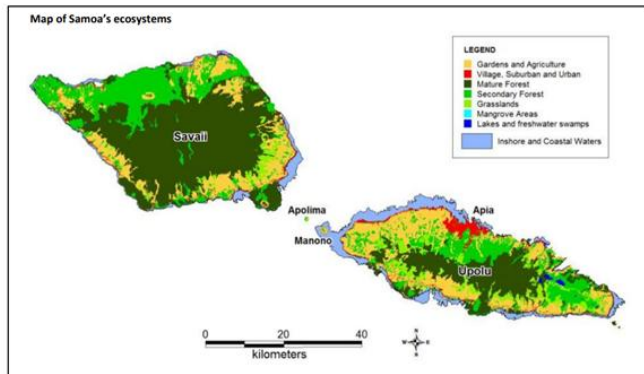 Map of Samoa's ecosystems
LEGEND
Gardens and Agriculture
Village, Suburban and Urban
Mature Forest
Secondary Forest
Grasslands
Mangrove Areas
Lakes and freshwater swamps
Inshore and Coastal Waters
Savaii
Apolima
Manono
Apia
Upolu
0 20 40
kilometers
N
W E
S